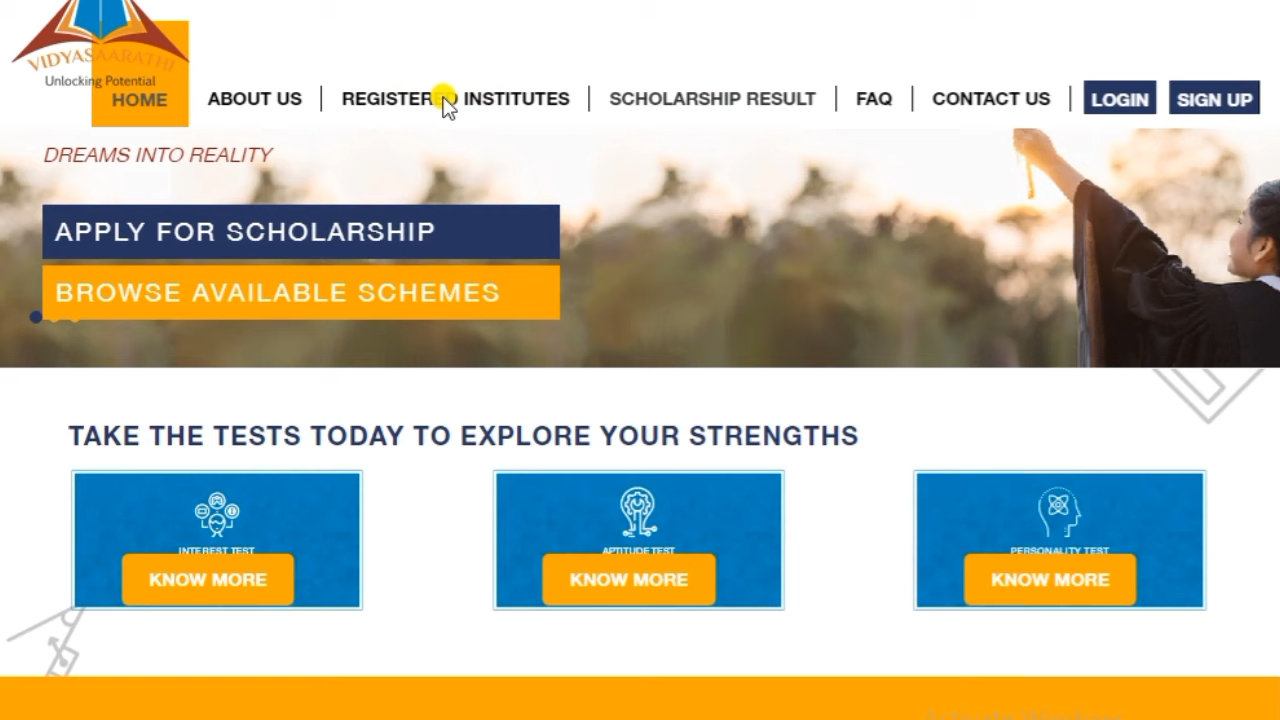 VIDYASAARATHI
Unlocking Potential
HOME
ABOUT US
REGISTERED INSTITUTES
SCHOLARSHIP RESULT
FAQ
CONTACT US
LOGIN
SIGN UP
DREAMS INTO REALITY
APPLY FOR SCHOLARSHIP
BROWSE AVAILABLE SCHEMES
TAKE THE TESTS TODAY TO EXPLORE YOUR STRENGTHS
INTEREST TEST
KNOW MORE
APTITUDE TEST
KNOW MORE
PERSONALITY TEST
KNOW MORE